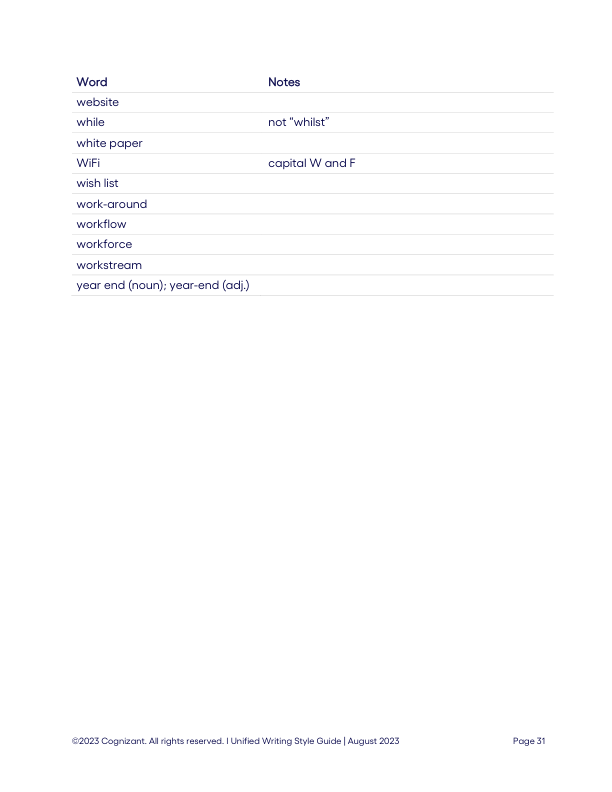 Word Notes
website
while not "whilst”
white paper
WiFi capital W and F
wish list
work-around
workflow
workforce
workstream
year end (noun); year-end (adj.)
©2023 Cognizant. All rights reserved. I Unified Writing Style Guide | August 2023 Page 31